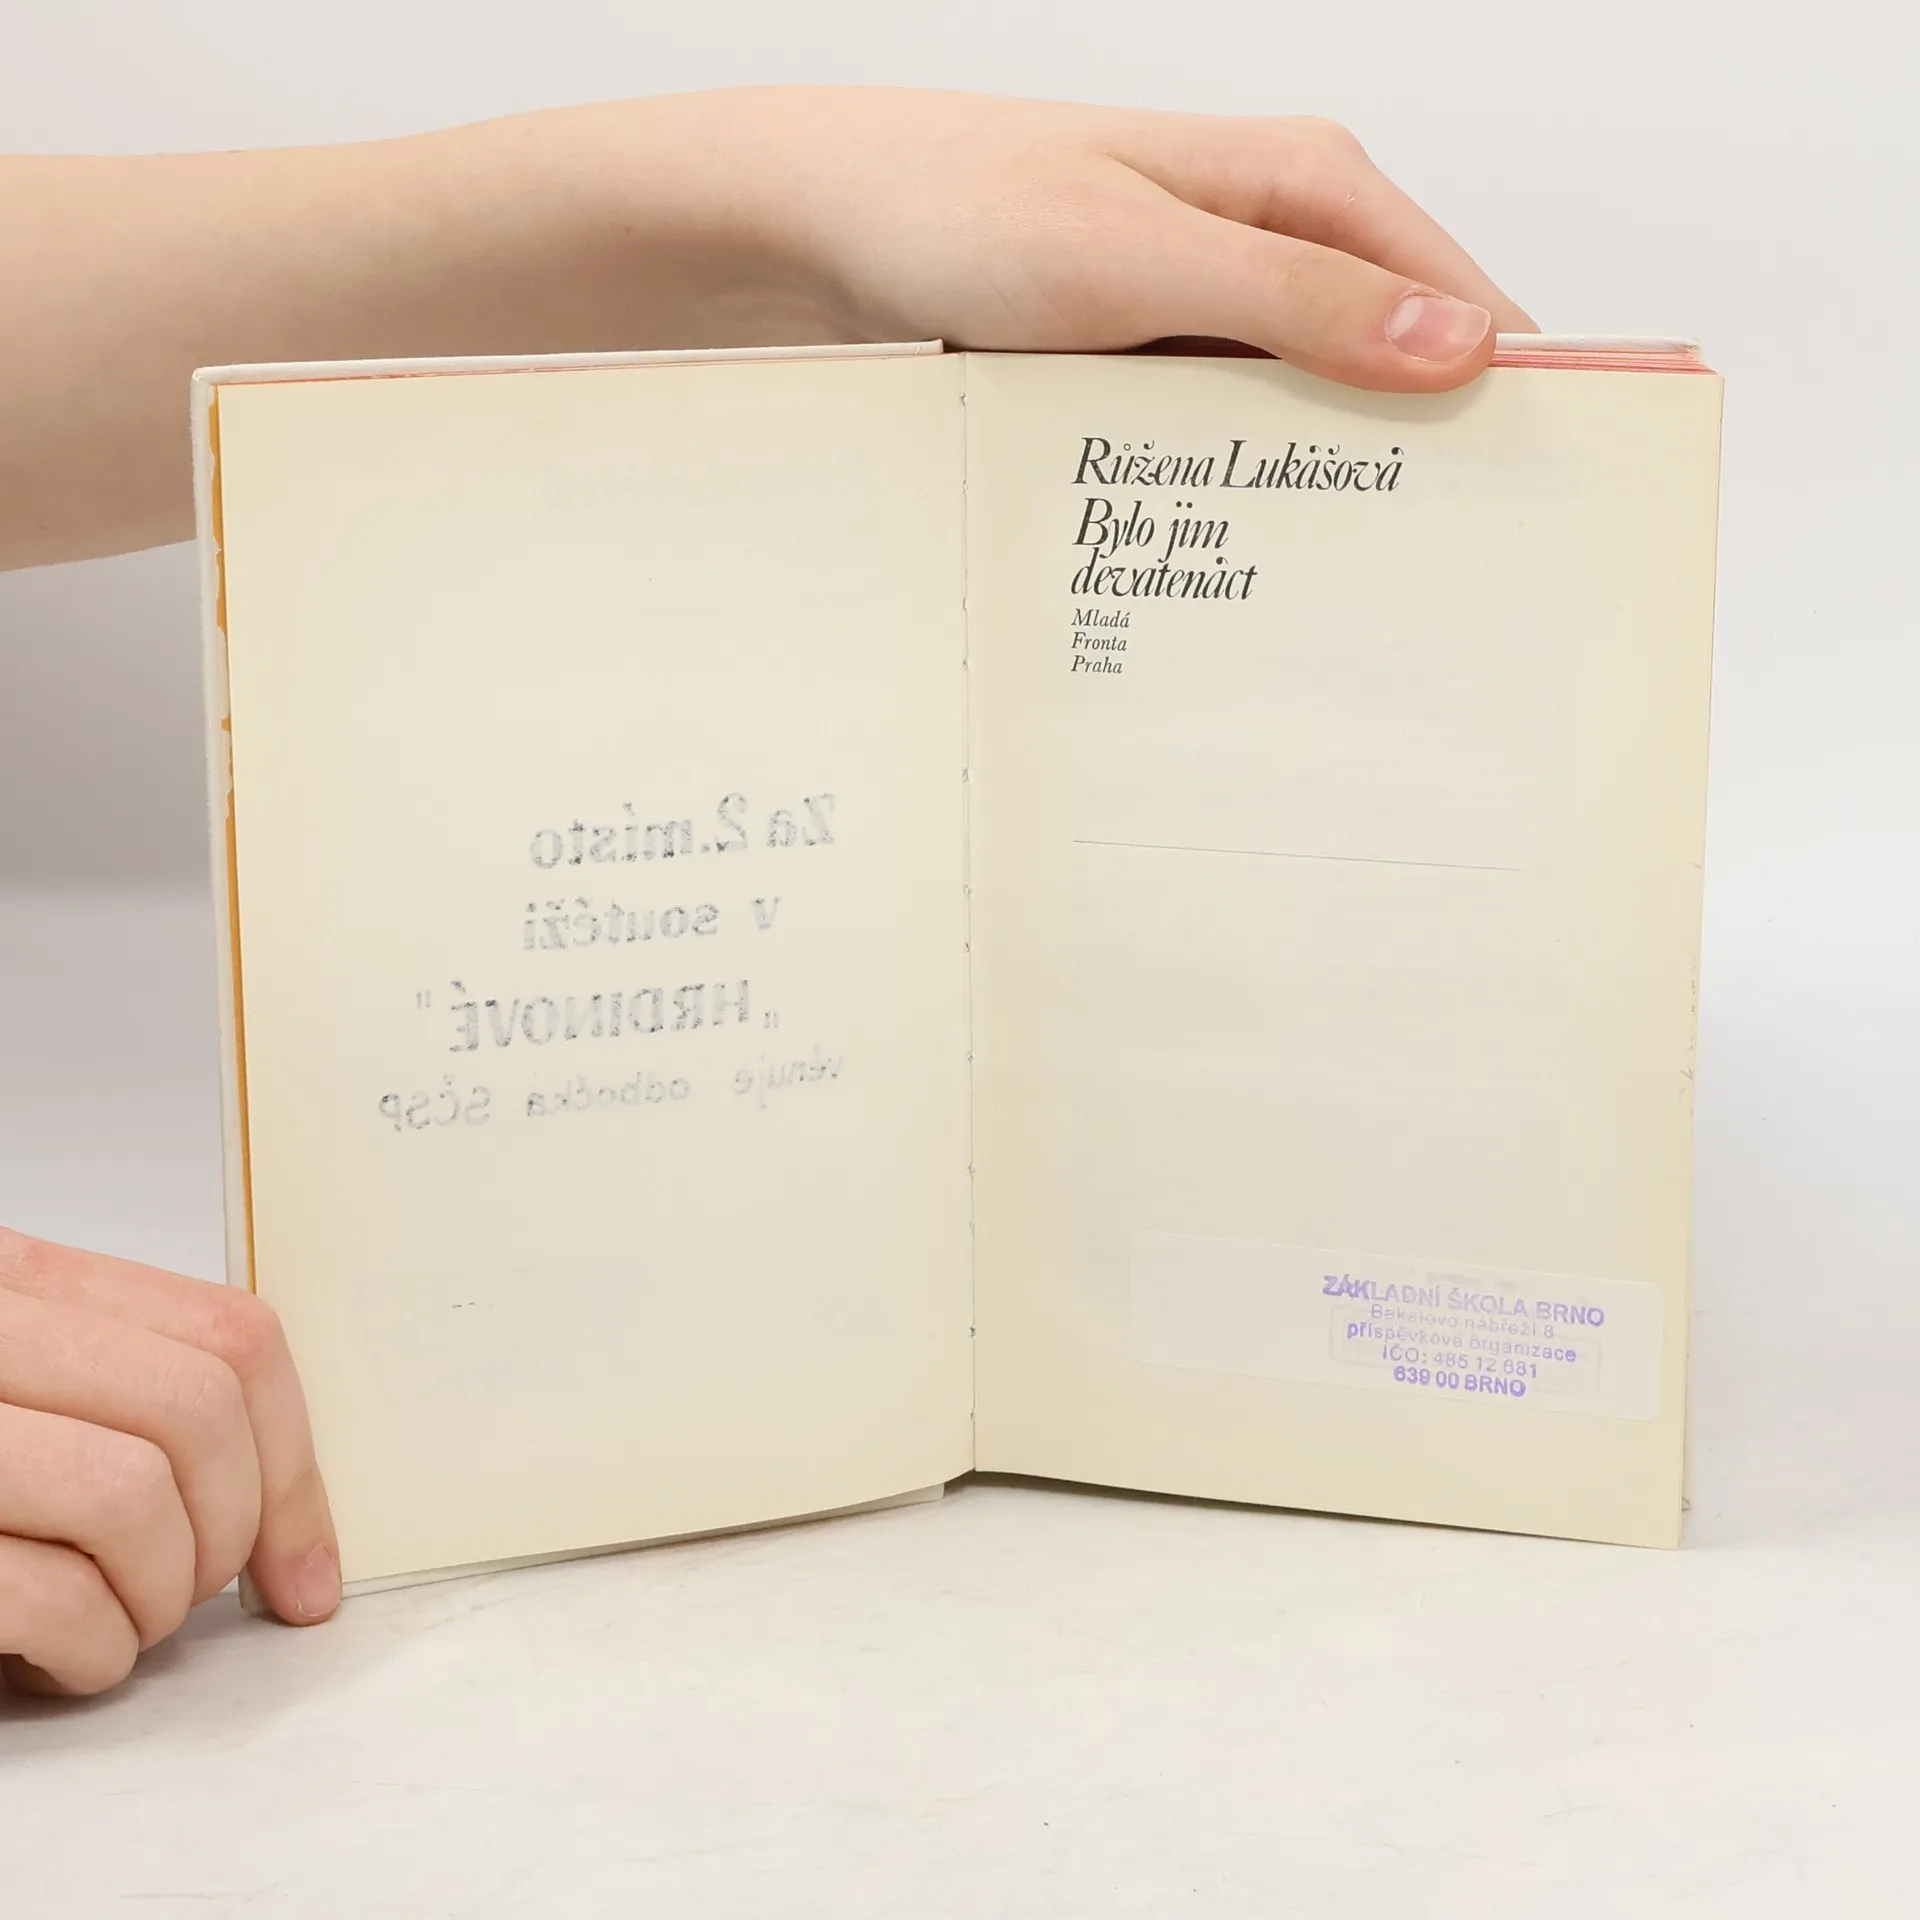 Za 2. místo
v soutěži
„HRDINOVÉ"
věnuje odbočka SČSP
Růžena Lukášová
Bylo jim
devatenáct
Mladá
Fronta
Praha
ZÁKLADNÍ ŠKOLA BRNO
Bakalovo nábřeží 8
příspěvková organizace
IČO: 485 12 681
639 00 BRNO